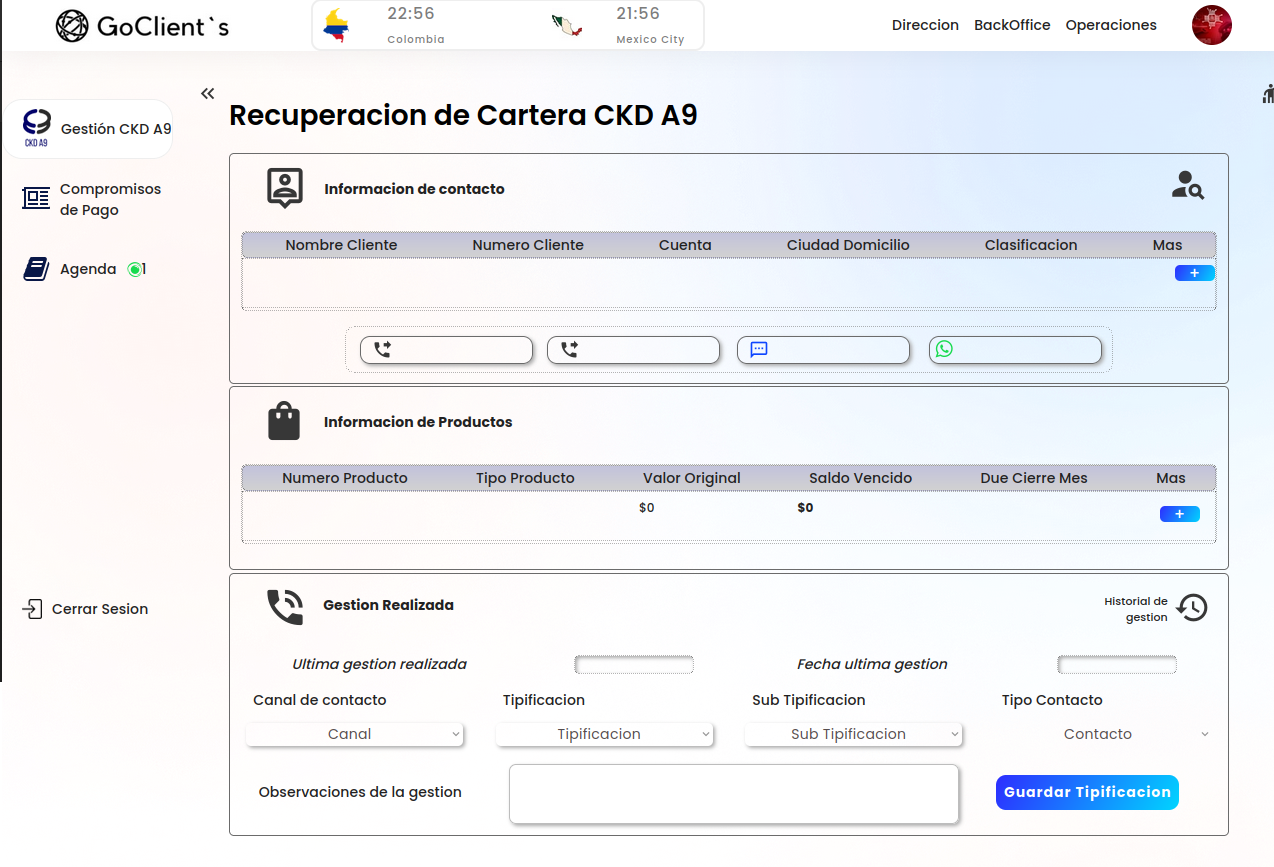 GoClient`s
22:56
Colombia
21:56
Mexico City
Direccion BackOffice Operaciones
Recuperacion de Cartera CKD A9
CKD A9
Gestión CKD A9
Compromisos
de Pago
Agenda 1
Cerrar Sesion
Informacion de contacto
Nombre Cliente Numero Cliente Cuenta Ciudad Domicilio Clasificacion Mas
+
Informacion de Productos
Numero Producto Tipo Producto Valor Original Saldo Vencido Due Cierre Mes Mas
$0 $0 +
Gestion Realizada
Historial de
gestion
Ultima gestion realizada Fecha ultima gestion
Canal de contacto Tipificacion Sub Tipificacion Tipo Contacto
Canal Tipificacion Sub Tipificacion Contacto
Observaciones de la gestion Guardar Tipificacion